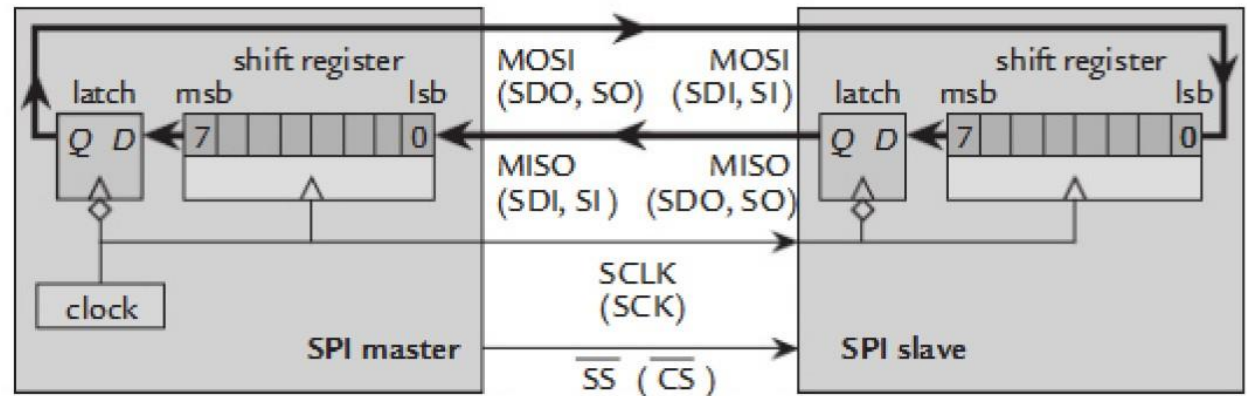 shift register
latch msb lsb
Q D 7 0
clock
SPI master
MOSI MOSI
(SDO, SO) (SDI, SI)
MISO MISO
(SDI, SI ) (SDO, SO)
SCLK
(SCK)
SS ( CS )
shift register
latch msb lsb
Q D 7 0
SPI slave